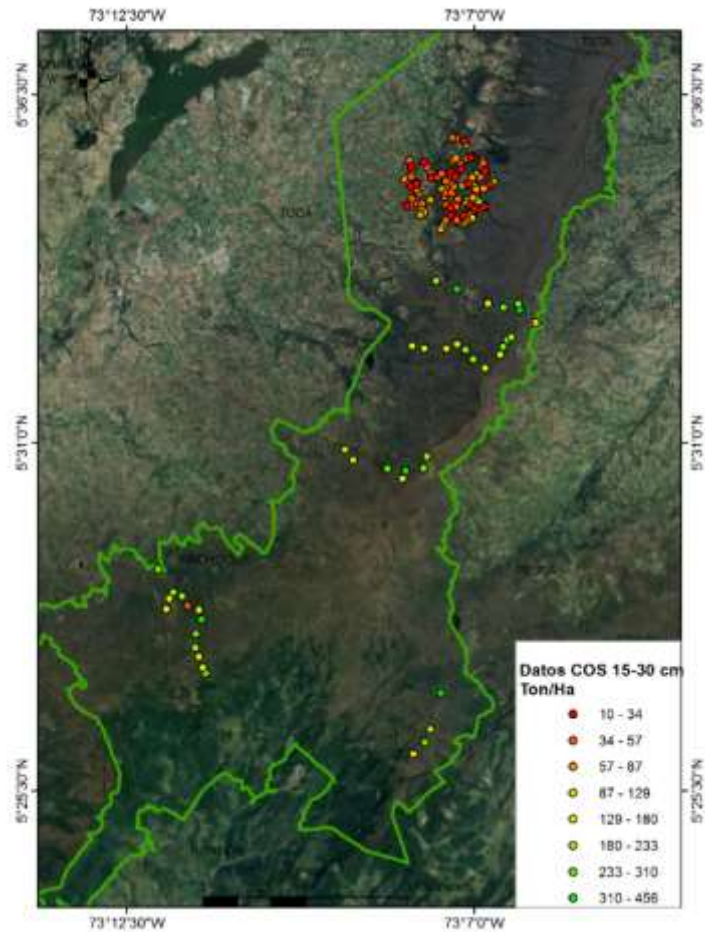 73°12'30"W 73°7'0"W
5°36'30"N 5°36'30"N
TOCA
5°31'0"N 5°31'0"N
Datos COS 15-30 cm
Ton/Ha
10 - 34
34 - 57
57 - 87
87 - 129
129 - 180
180 - 233
233 - 310
310 - 456
5°25'30"N 5°25'30"N
73°12'30"W 73°7'0"W